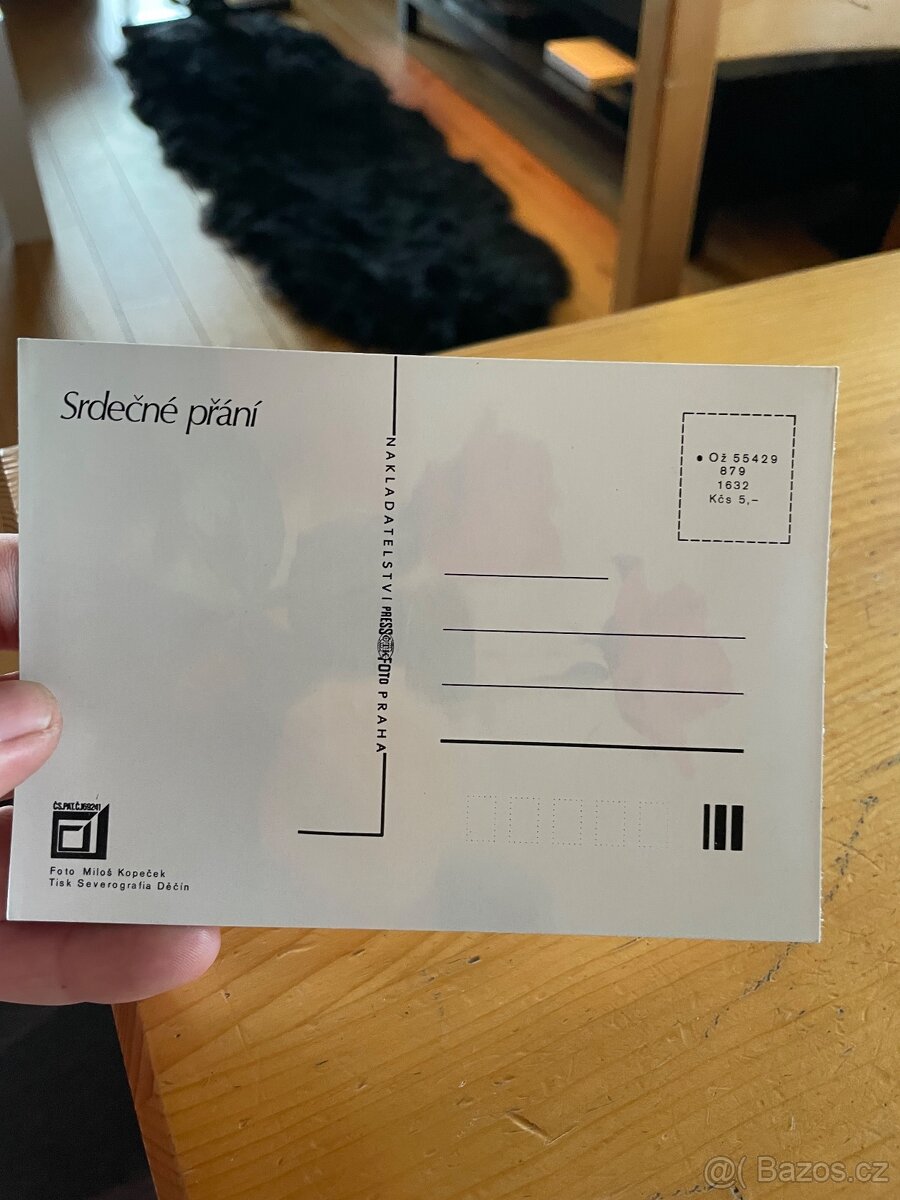 Srdečné přání
NAKLADATELSTVÍ PRESSFOTO PRAHA
• Ož 55429
879
1632
Kčs 5,–
ČS.PAT.Č.169241
Foto Miloš Kopeček
Tisk Severografia Děčín
@( Bazos.cz